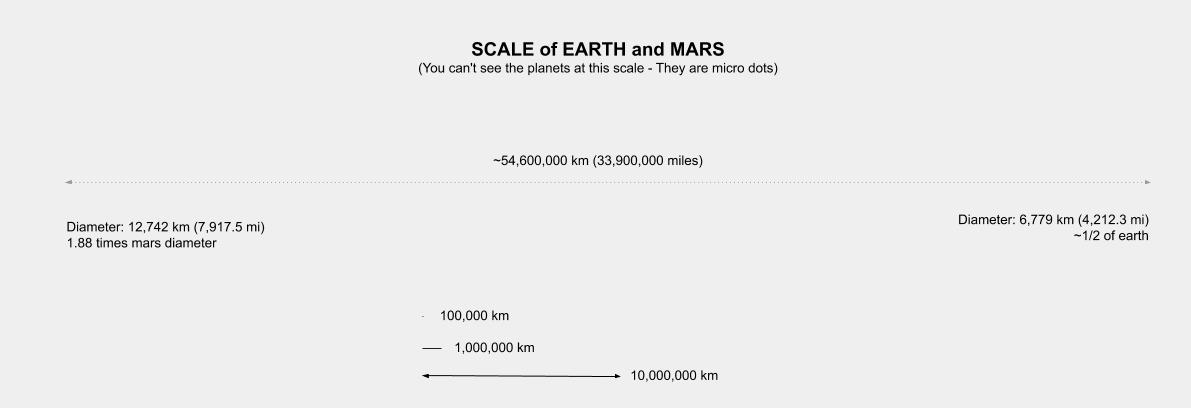 SCALE of EARTH and MARS
(You can't see the planets at this scale - They are micro dots)
~54,600,000 km (33,900,000 miles)
Diameter: 12,742 km (7,917.5 mi)
1.88 times mars diameter
Diameter: 6,779 km (4,212.3 mi)
~1/2 of earth
100,000 km
1,000,000 km
10,000,000 km